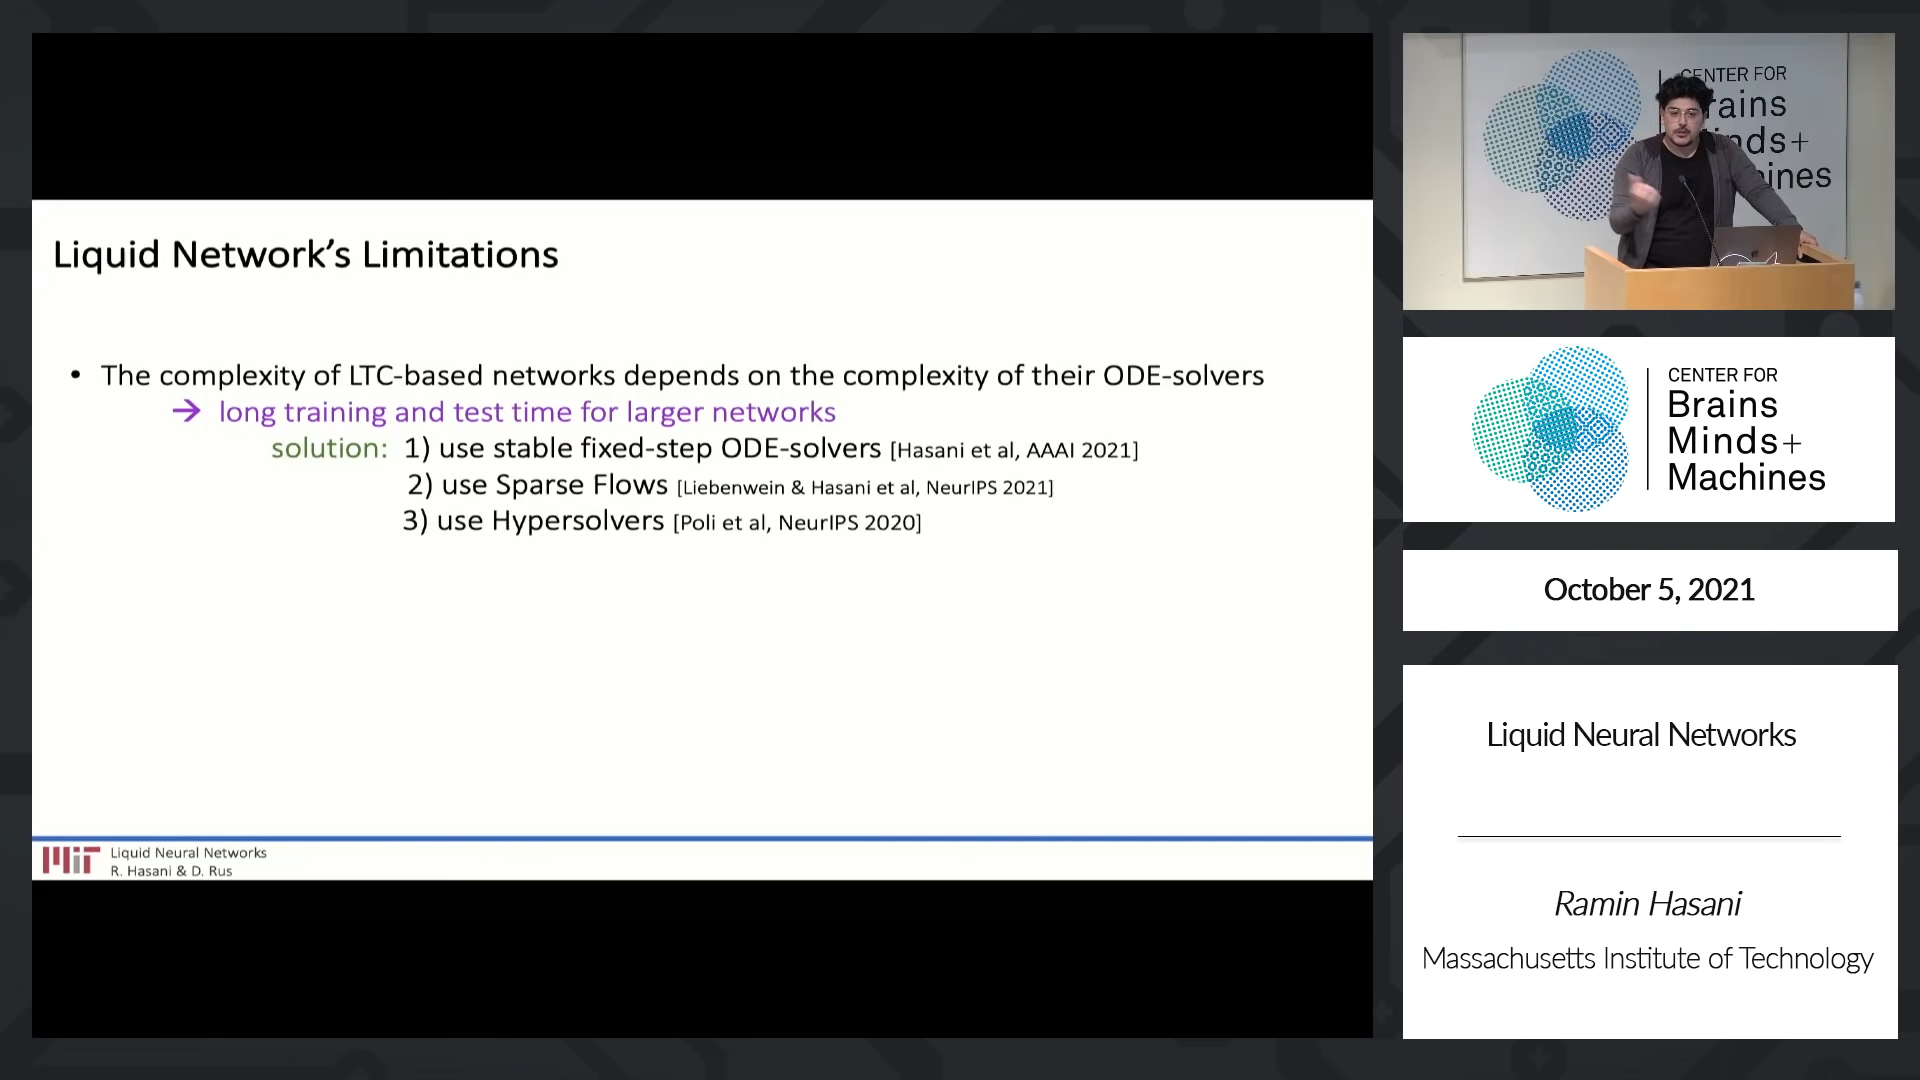 Liquid Network's Limitations
• The complexity of LTC-based networks depends on the complexity of their ODE-solvers
→ long training and test time for larger networks
solution: 1) use stable fixed-step ODE-solvers [Hasani et al, AAAI 2021]
2) use Sparse Flows [Liebenwein & Hasani et al, NeurIPS 2021]
3) use Hypersolvers [Poli et al, NeurIPS 2020]
MIT
Liquid Neural Networks
R. Hasani & D. Rus
CENTER FOR
rains
nds+
ines
CENTER FOR
Brains
Minds+
Machines
October 5, 2021
Liquid Neural Networks
Ramin Hasani
Massachusetts Institute of Technology